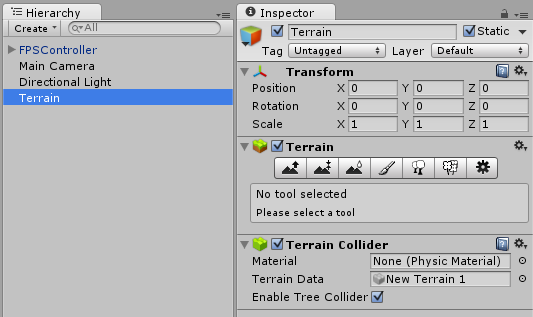 Hierarchy
Create
All
FPSController
Main Camera
Directional Light
Terrain
Inspector
Terrain Static
Tag Untagged Layer Default
Transform
Position X 0 Y 0 Z 0
Rotation X 0 Y 0 Z 0
Scale X 1 Y 1 Z 1
Terrain
No tool selected
Please select a tool
Terrain Collider
Material None (Physic Material)
Terrain Data New Terrain 1
Enable Tree Collider